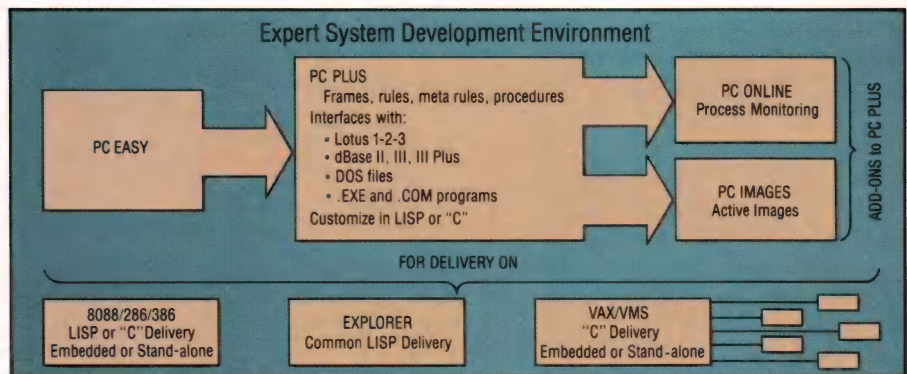 Expert System Development Environment
PC EASY
PC PLUS
Frames, rules, meta rules, procedures
Interfaces with:
• Lotus 1-2-3
• dBase II, III, III Plus
• DOS files
• .EXE and .COM programs
Customize in LISP or "C"
PC ONLINE
Process Monitoring
PC IMAGES
Active Images
ADD-ONS to PC PLUS
FOR DELIVERY ON
8088/286/386
LISP or "C" Delivery
Embedded or Stand-alone
EXPLORER
Common LISP Delivery
VAX/VMS
"C" Delivery
Embedded or Stand-alone